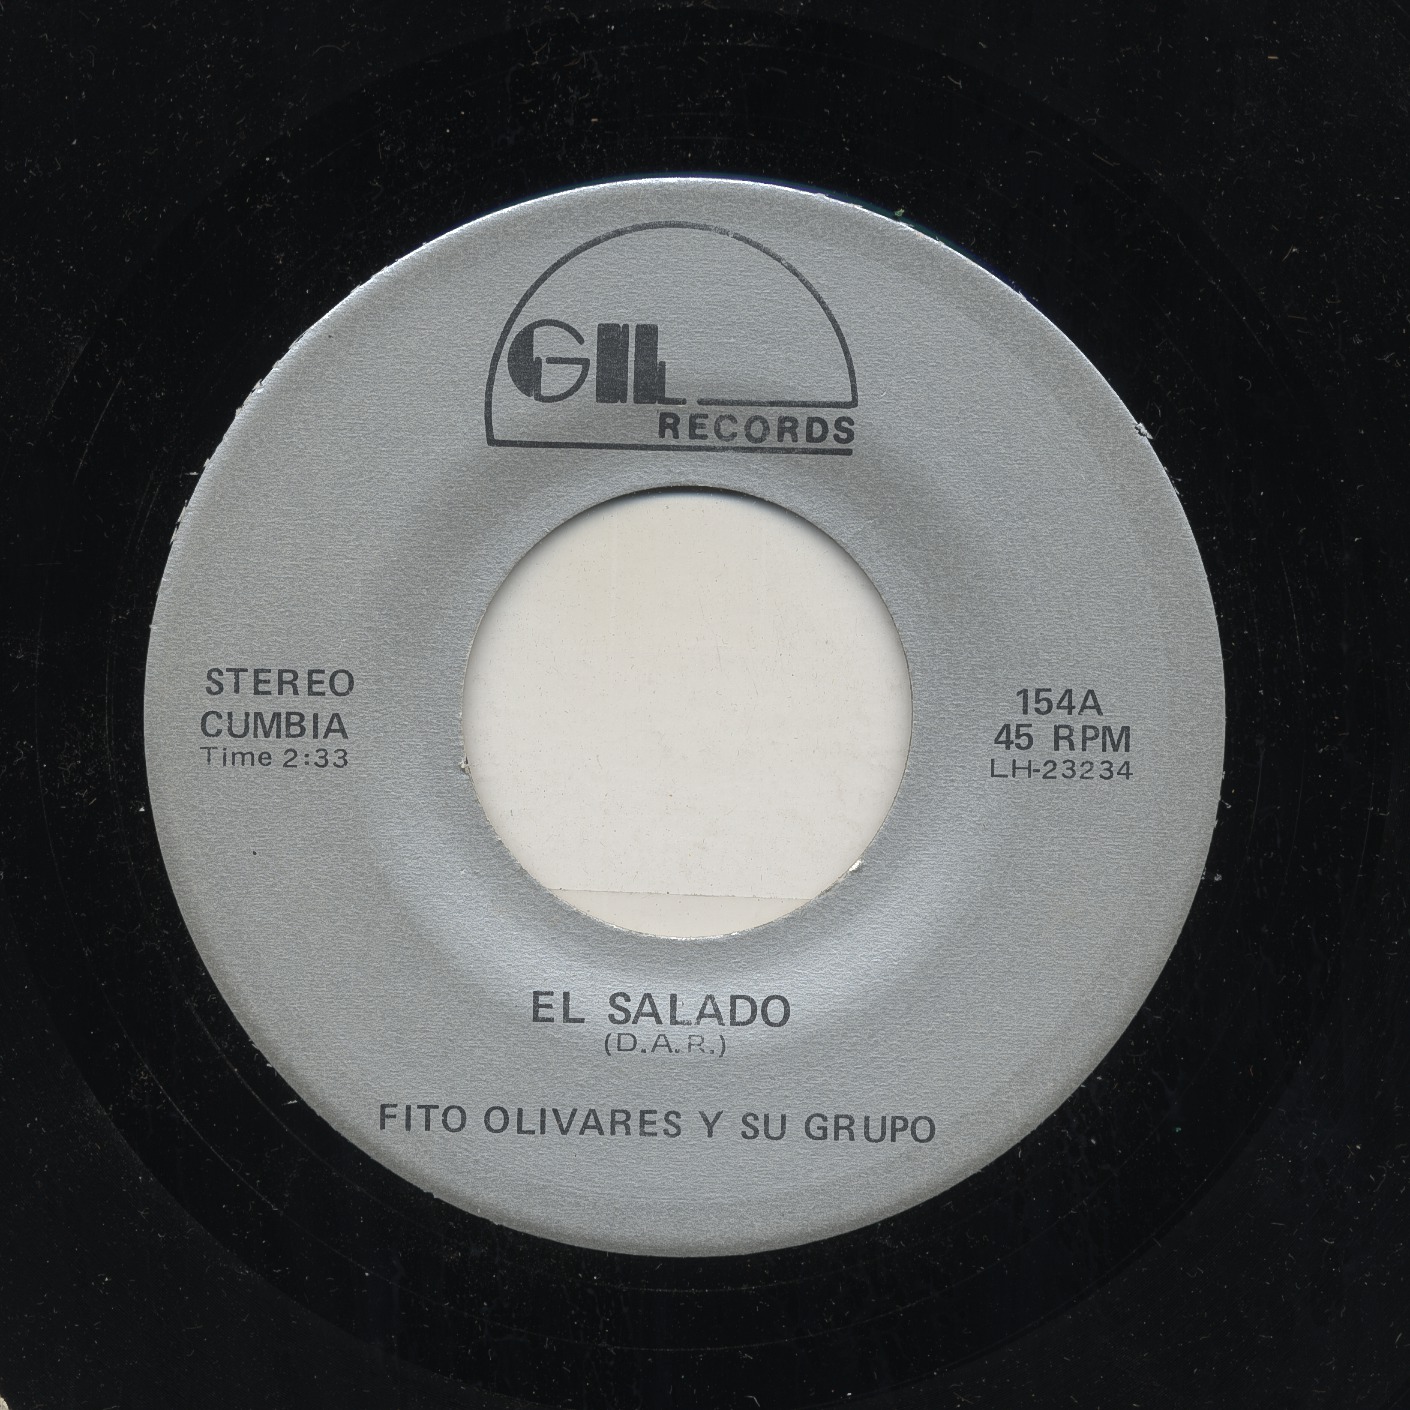 GIL
RECORDS
STEREO
CUMBIA
Time 2:33
154A
45 RPM
LH-23234
EL SALADO
(D.A.R.)
FITO OLIVARES Y SU GRUPO